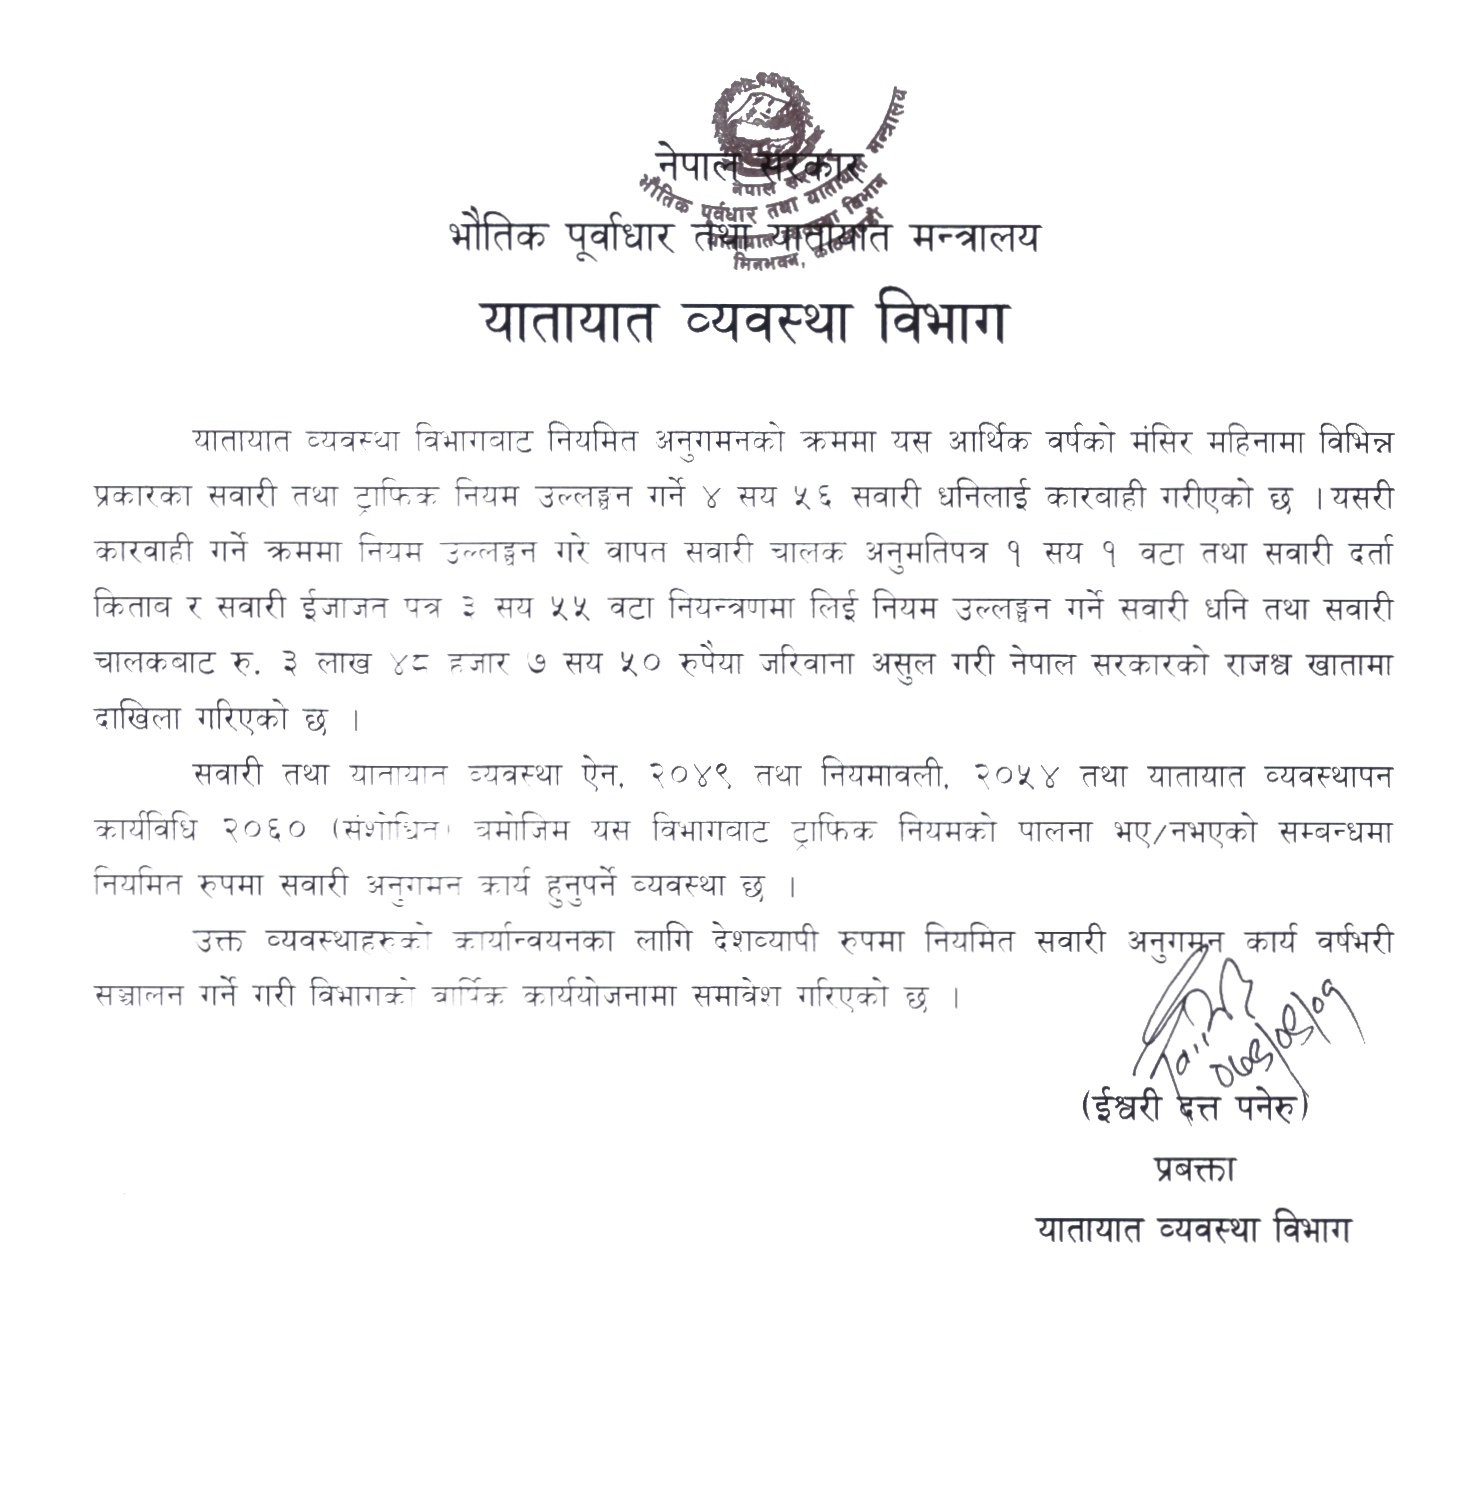 नेपाल सरकार
भौतिक पूर्वाधार तथा यातायात मन्त्रालय
नेपाल सरकार
भौतिक पूर्वधार तथा यातायात मन्त्रालय
यातायात व्यवस्था विभाग
मिनभवन, काठमाण्डौ
यातायात व्यवस्था विभाग
यातायात व्यवस्था विभागवाट नियमित अनुगमनको क्रममा यस आर्थिक वर्षको मंसिर महिनामा विभिन्न
प्रकारका सवारी तथा ट्राफिक नियम उल्लङ्घन गर्ने ४ सय ५६ सवारी धनिलाई कारबाही गरीएको छ । यसरी
कारवाही गर्ने क्रममा नियम उल्लङ्घन गरे वापत सवारी चालक अनुमतिपत्र १ सय १ वटा तथा सवारी दर्ता
किताब र सवारी ईजाजत पत्र ३ सय ५५ वटा नियन्त्रणमा लिई नियम उल्लङ्घन गर्ने सवारी धनि तथा सवारी
चालकबाट रु. ३ लाख ४८ हजार ७ सय ५० रुपैया जरिवाना असुल गरी नेपाल सरकारको राजश्व खातामा
दाखिला गरिएको छ ।
सवारी तथा यातायात व्यवस्था ऐन, २०४९ तथा नियमावली, २०५४ तथा यातायात व्यवस्थापन
कार्यविधि २०६० (संशोधित) वमोजिम यस विभागवाट ट्राफिक नियमको पालना भए/नभएको सम्बन्धमा
नियमित रुपमा सवारी अनुगमन कार्य हुनुपर्ने व्यवस्था छ ।
उक्त व्यवस्थाहरुको कार्यान्वयनका लागि देशव्यापी रुपमा नियमित सवारी अनुगमन कार्य वर्षभरी
सञ्चालन गर्ने गरी विभागको वार्षिक कार्ययोजनामा समावेश गरिएको छ ।
०७९/०९/०१
(ईश्वरी दत्त पनेरु)
प्रबक्ता
यातायात व्यवस्था विभाग